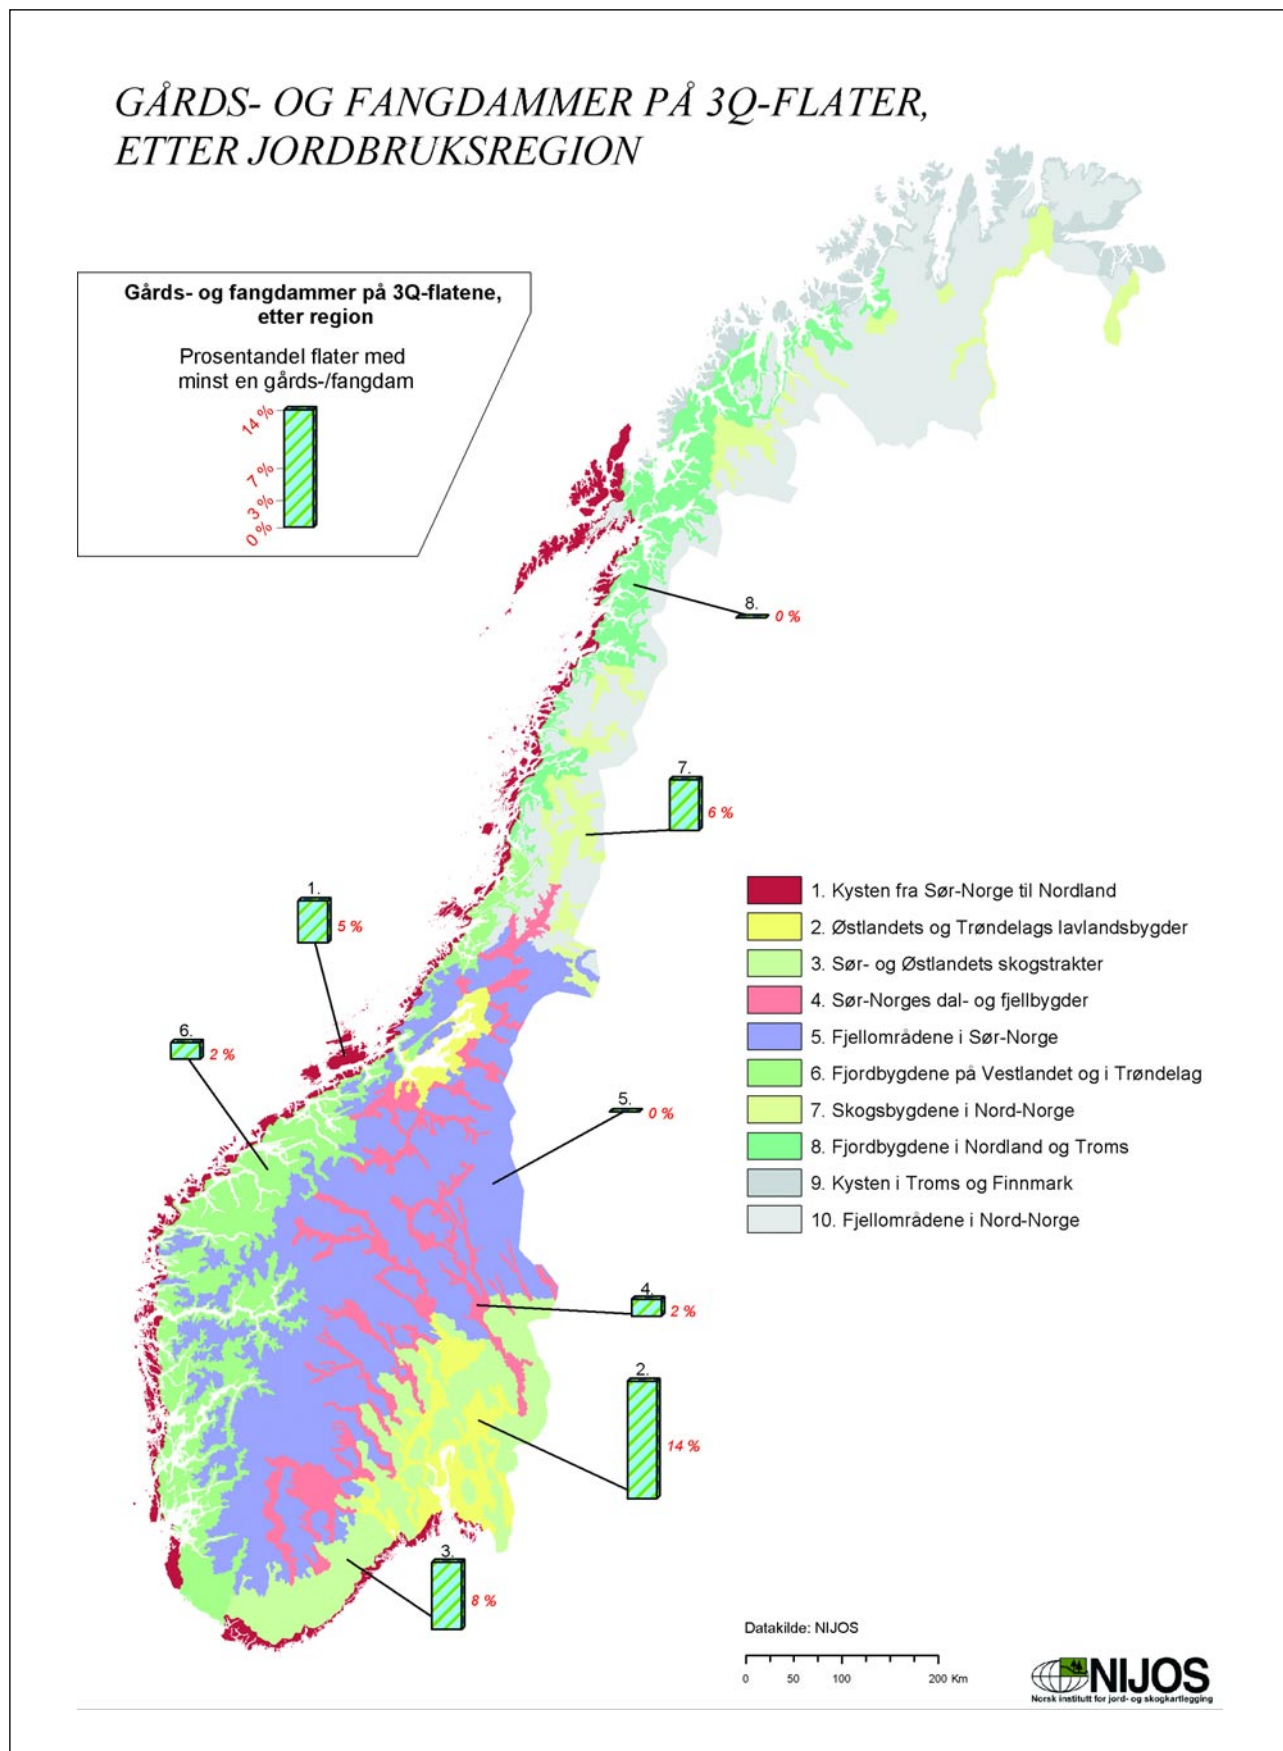 GÅRDS- OG FANGDAMMER PÅ 3Q-FLATER,
ETTER JORDBRUKSREGION
Gårds- og fangdammer på 3Q-flatene,
etter region
Prosentandel flater med
minst en gårds-/fangdam
14 %
7 %
3 %
0 %
8.
0 %
7.
6 %
1.
5 %
6.
2 %
5.
0 %
4.
2 %
2.
14 %
3.
8 %
1. Kysten fra Sør-Norge til Nordland
2. Østlandets og Trøndelags lavlandsbygder
3. Sør- og Østlandets skogstrakter
4. Sør-Norges dal- og fjellbygder
5. Fjellområdene i Sør-Norge
6. Fjordbygdene på Vestlandet og i Trøndelag
7. Skogsbygdene i Nord-Norge
8. Fjordbygdene i Nordland og Troms
9. Kysten i Troms og Finnmark
10. Fjellområdene i Nord-Norge
Datakilde: NIJOS
0 50 100 200 Km
NIJOS
Norsk institutt for jord- og skogkartlegging